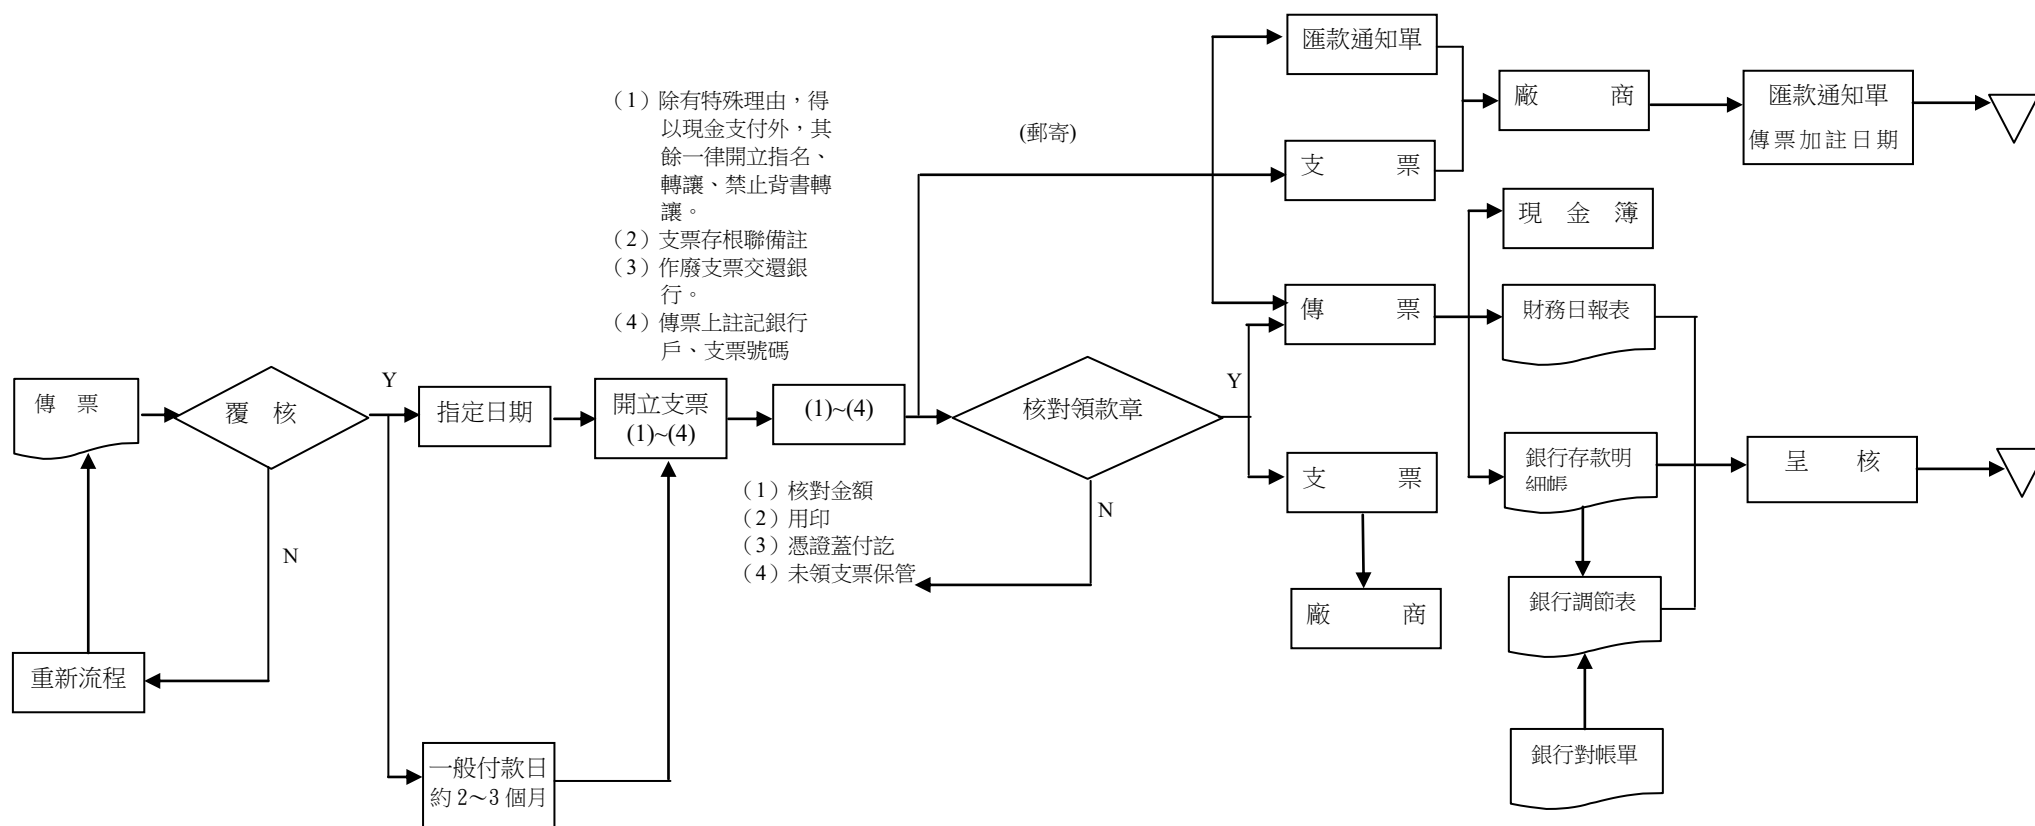 匯款通知單
廠 商
匯款通知單
傳票加註日期
(郵寄)
支 票
現 金 簿
(1)除有特殊理由，得
以現金支付外，其
餘一律開立指名、
轉讓、禁止背書轉
讓。
(2)支票存根聯備註
(3)作廢支票交還銀
行。
(4)傳票上註記銀行
戶、支票號碼
傳 票
財務日報表
傳 票
覆 核
Y
指定日期
開立支票
(1)~(4)
(1)~(4)
核對領款章
Y
支 票
銀行存款明
細帳
呈 核
(1)核對金額
(2)用印
(3)憑證蓋付訖
(4)未領支票保管
N
N
廠 商
銀行調節表
重新流程
一般付款日
約 2～3 個月
銀行對帳單